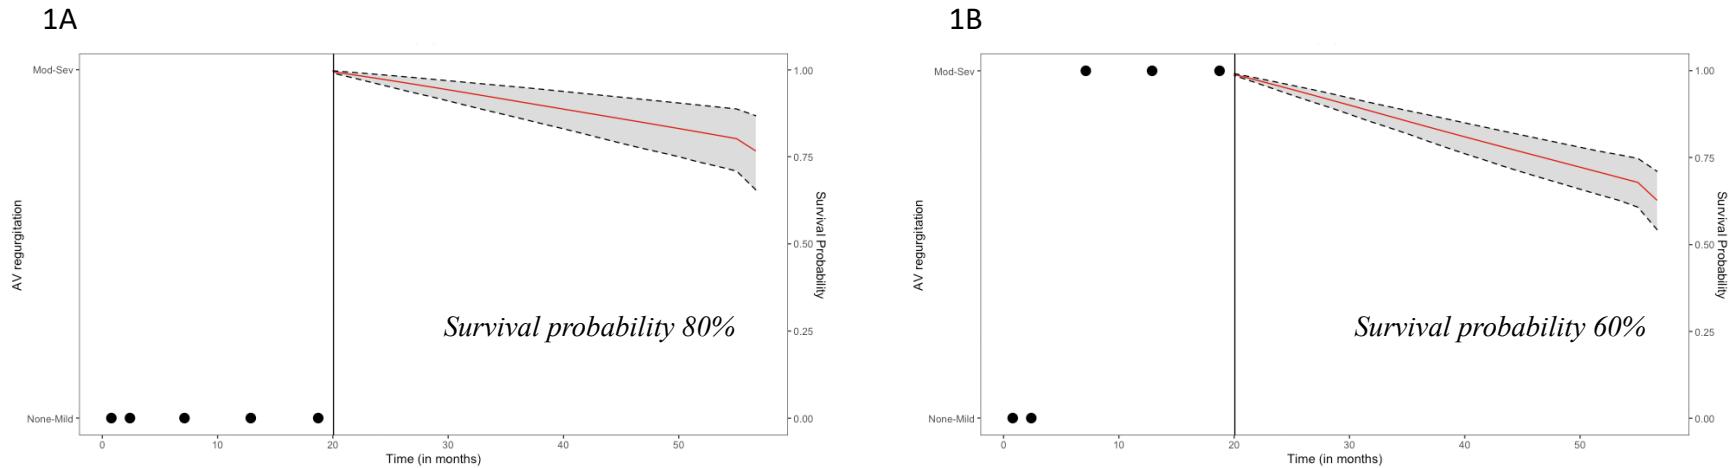 1A
Mod-Sev
None-Mild
AV regurgitation
1.00
0.75
0.50
0.25
0.00
Survival Probability
Survival probability 80%
0
10
20
30
40
50
Time (in months)
1B
Mod-Sev
None-Mild
AV regurgitation
1.00
0.75
0.50
0.25
0.00
Survival Probability
Survival probability 60%
0
10
20
30
40
50
Time (in months)